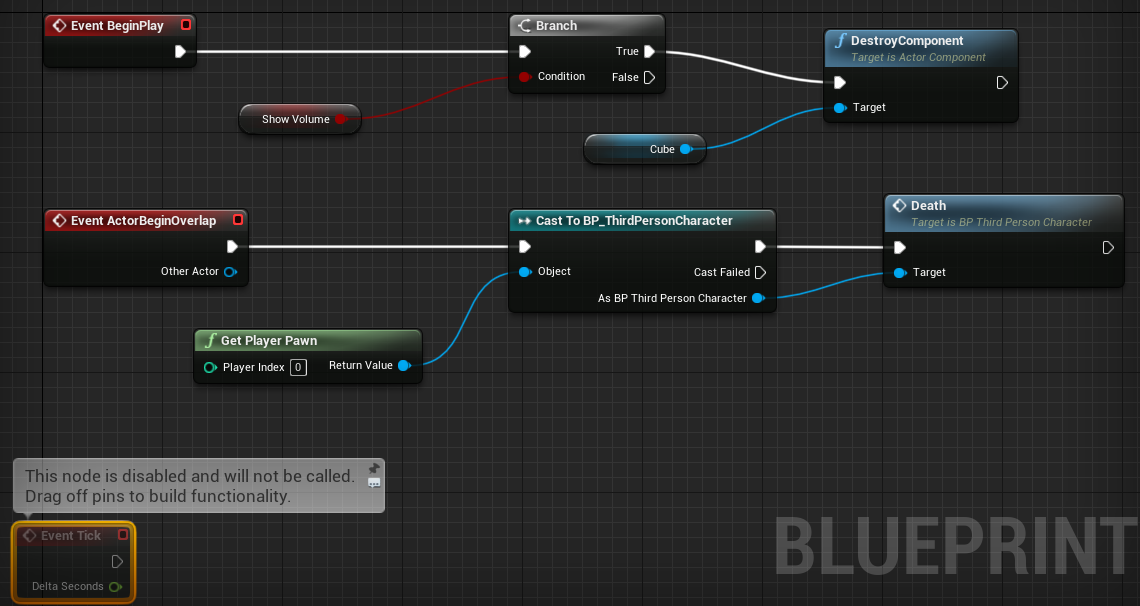 Event BeginPlay
Branch
True
Condition
False
Show Volume
DestroyComponent
Target is Actor Component
Target
Cube
Event ActorBeginOverlap
Other Actor
Cast To BP_ThirdPersonCharacter
Object
Cast Failed
As BP Third Person Character
Death
Target is BP Third Person Character
Target
Get Player Pawn
Player Index 0
Return Value
This node is disabled and will not be called.
Drag off pins to build functionality.
Event Tick
Delta Seconds
BLUEPRINT